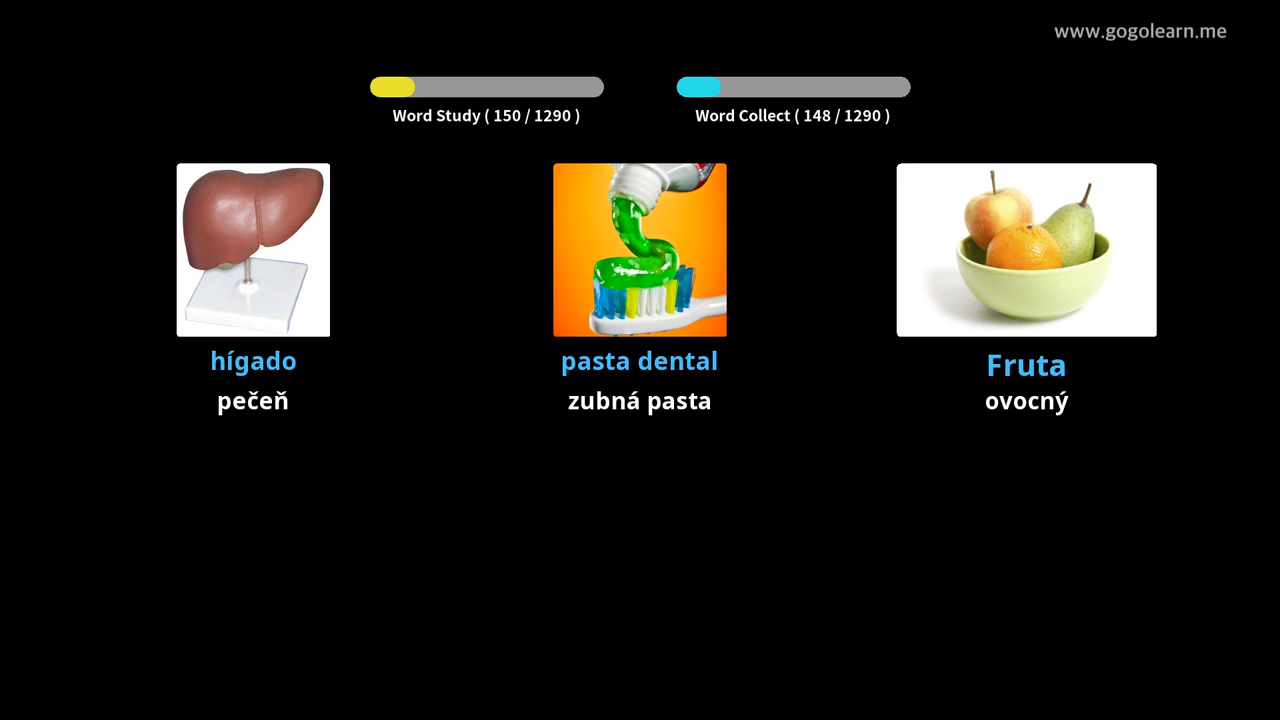 www.gogolearn.me
Word Study ( 150 / 1290 )
Word Collect ( 148 / 1290 )
hígado
pasta dental
Fruta
pečeň
zubná pasta
ovocný